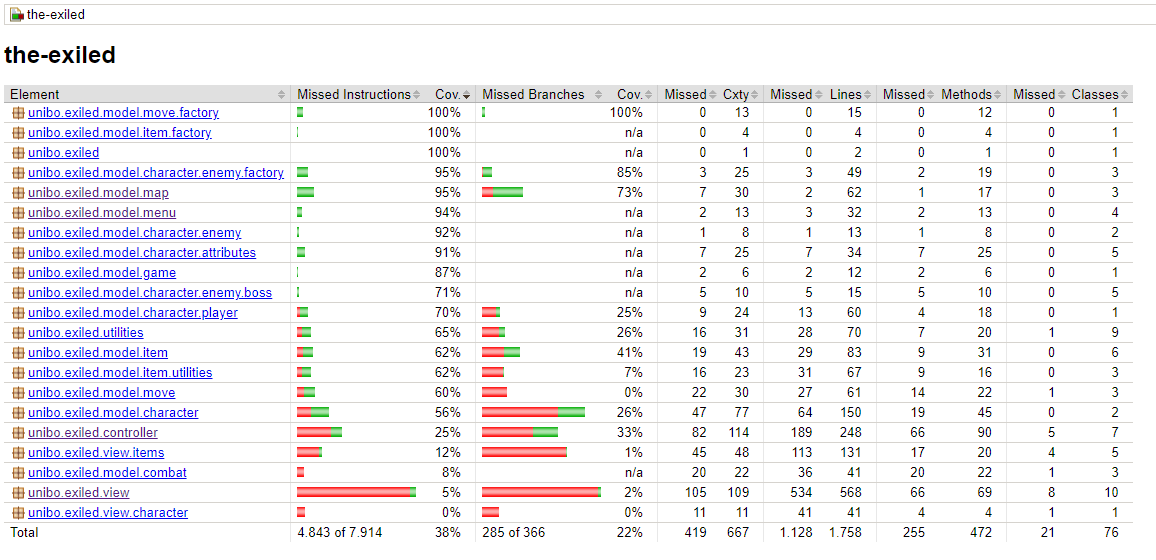 the-exiled
the-exiled
Element Missed Instructions Cov. Missed Branches Cov. Missed Cxty Missed Lines Missed Methods Missed Classes
unibo.exiled.model.move.factory 100% 100% 0 13 0 15 0 12 0 1
unibo.exiled.model.item.factory 100% n/a 0 4 0 4 0 4 0 1
unibo.exiled 100% n/a 0 1 0 2 0 1 0 1
unibo.exiled.model.character.enemy.factory 95% 85% 3 25 3 49 2 19 0 3
unibo.exiled.model.map 95% 73% 7 30 2 62 1 17 0 3
unibo.exiled.model.menu 94% n/a 2 13 3 32 2 13 0 4
unibo.exiled.model.character.enemy 92% n/a 1 8 1 13 1 8 0 2
unibo.exiled.model.character.attributes 91% n/a 7 25 7 34 7 25 0 5
unibo.exiled.model.game 87% n/a 2 6 2 12 2 6 0 1
unibo.exiled.model.character.enemy.boss 71% n/a 5 10 5 15 5 10 0 5
unibo.exiled.model.character.player 70% 25% 9 24 13 60 4 18 0 1
unibo.exiled.utilities 65% 26% 16 31 28 70 7 20 1 9
unibo.exiled.model.item 62% 41% 19 43 29 83 9 31 0 6
unibo.exiled.model.item.utilities 62% 7% 16 23 31 67 9 16 0 3
unibo.exiled.model.move 60% 0% 22 30 27 61 14 22 1 3
unibo.exiled.model.character 56% 26% 47 77 64 150 19 45 0 2
unibo.exiled.controller 25% 33% 82 114 189 248 66 90 5 7
unibo.exiled.view.items 12% 1% 45 48 113 131 17 20 4 5
unibo.exiled.model.combat 8% n/a 20 22 36 41 20 22 1 3
unibo.exiled.view 5% 2% 105 109 534 568 66 69 8 10
unibo.exiled.view.character 0% 0% 11 11 41 41 4 4 1 1
Total 4.843 of 7.914 38% 285 of 366 22% 419 667 1.128 1.758 255 472 21 76